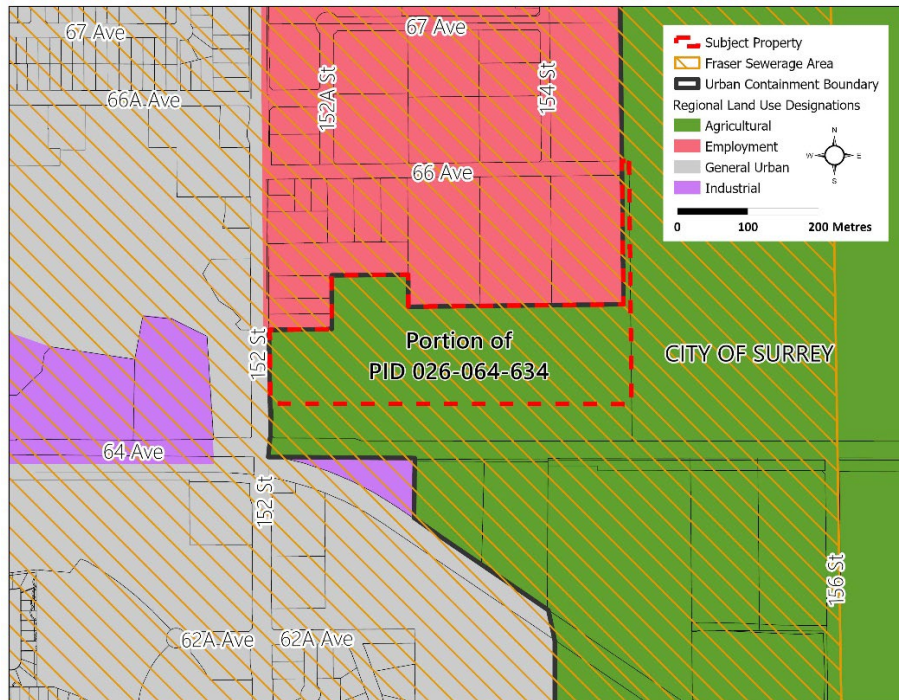 67 Ave
67 Ave
Subject Property
Fraser Sewerage Area
Urban Containment Boundary
Regional Land Use Designations
Agricultural
Employment
General Urban
Industrial
N
W E
S
0 100 200 Metres
66A Ave
152A St
154 St
66 Ave
152 St
Portion of
PID 026-064-634
CITY OF SURREY
64 Ave
152 St
156 St
62A Ave
62A Ave